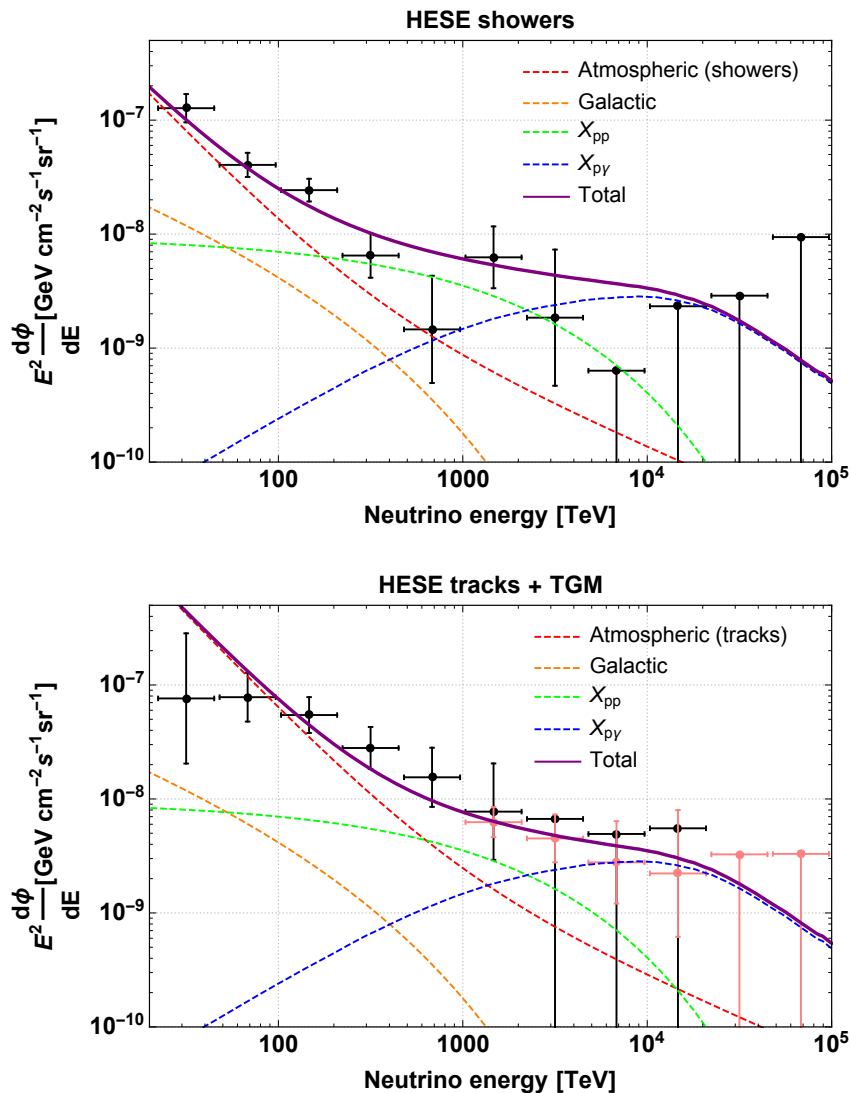 HESE showers
Atmospheric (showers)
Galactic
X_pp
X_pγ
Total
10^−7
10^−8
10^−9
10^−10
E^2 dϕ/dE [GeV cm^−2 s^−1 sr^−1]
100 1000 10^4 10^5
Neutrino energy [TeV]
HESE tracks + TGM
Atmospheric (tracks)
Galactic
X_pp
X_pγ
Total
10^−7
10^−8
10^−9
10^−10
E^2 dϕ/dE [GeV cm^−2 s^−1 sr^−1]
100 1000 10^4 10^5
Neutrino energy [TeV]